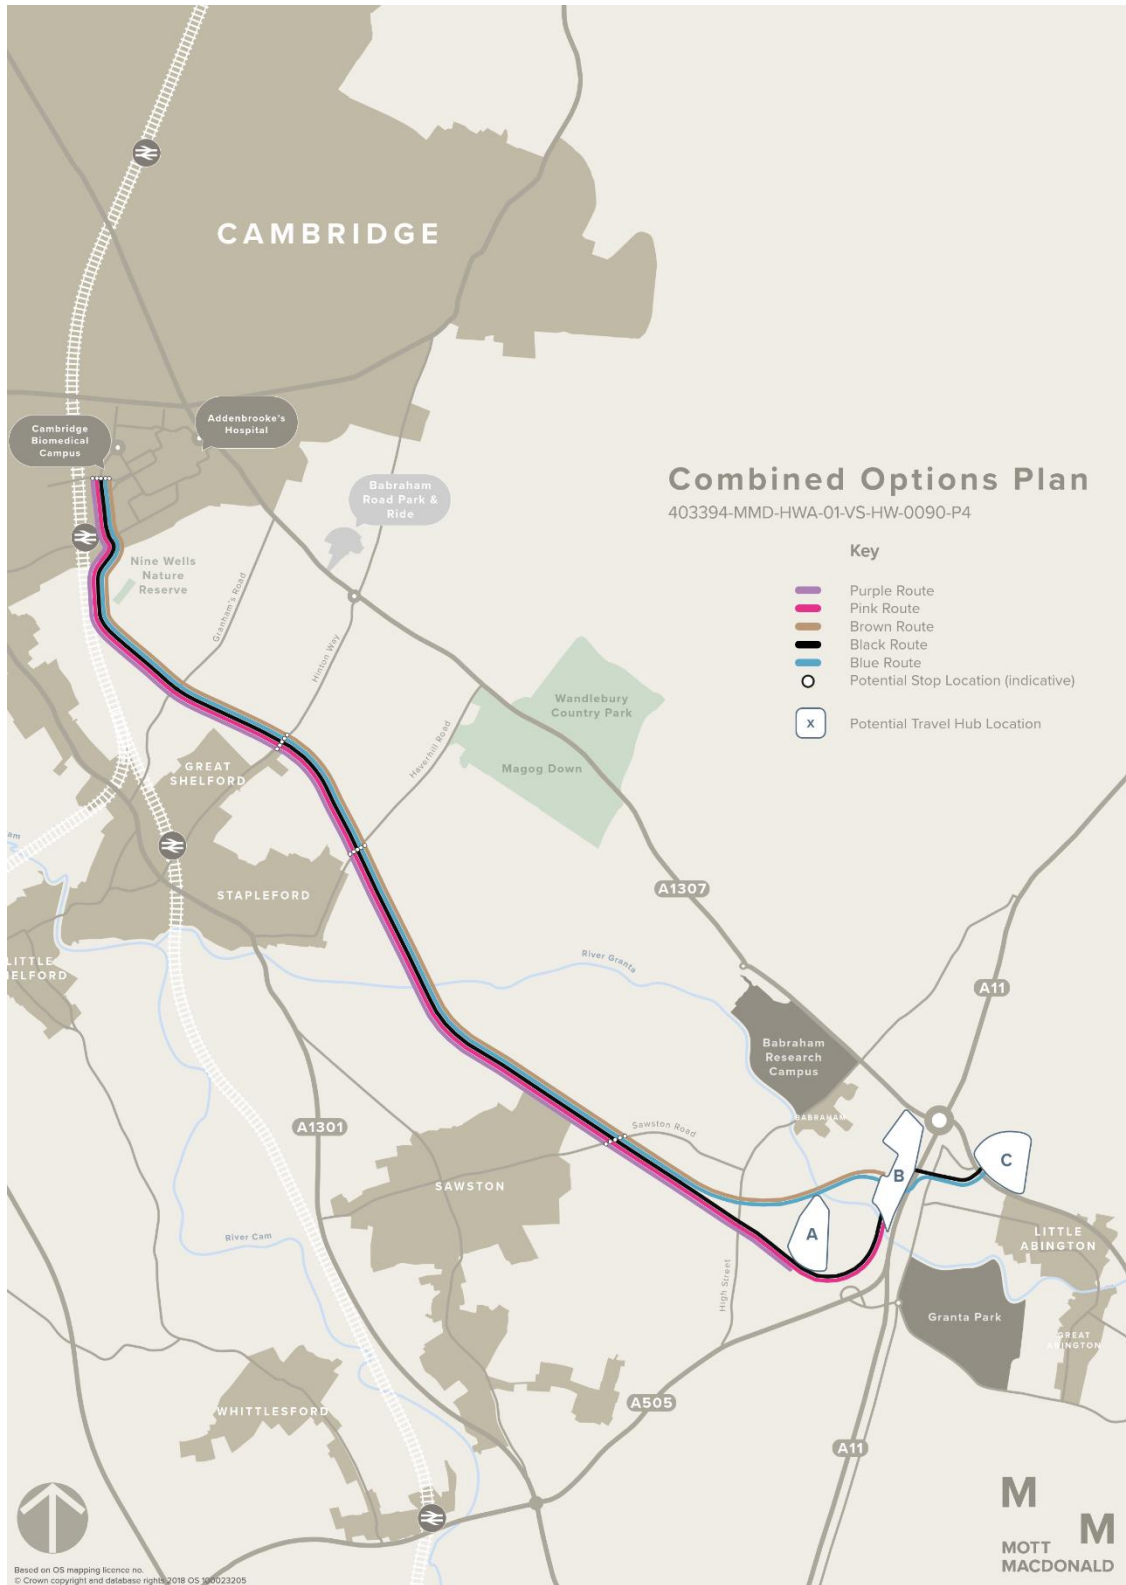 CAMBRIDGE
Cambridge
Biomedical
Campus
Addenbrooke's
Hospital
Babraham
Road Park &
Ride
Combined Options Plan
403394-MMD-HWA-01-VS-HW-0090-P4
Key
Purple Route
Pink Route
Brown Route
Black Route
Blue Route
Potential Stop Location (indicative)
X
Potential Travel Hub Location
Nine Wells
Nature
Reserve
Granham's Road
Hinton Way
Haverhill Road
Wandlebury
Country Park
Magog Down
GREAT
SHELFORD
STAPLEFORD
LITTLE
HELFORD
am
A1307
River Granta
A11
Babraham
Research
Campus
BABRAHAM
A1301
Sawston Road
SAWSTON
B
C
A
LITTLE
ABINGTON
River Cam
High Street
Granta Park
GREAT
ABINGTON
WHITTLESFORD
A505
A11
M
M
MOTT
MACDONALD
Based on OS mapping licence no.
© Crown copyright and database rights 2018 OS 100023205